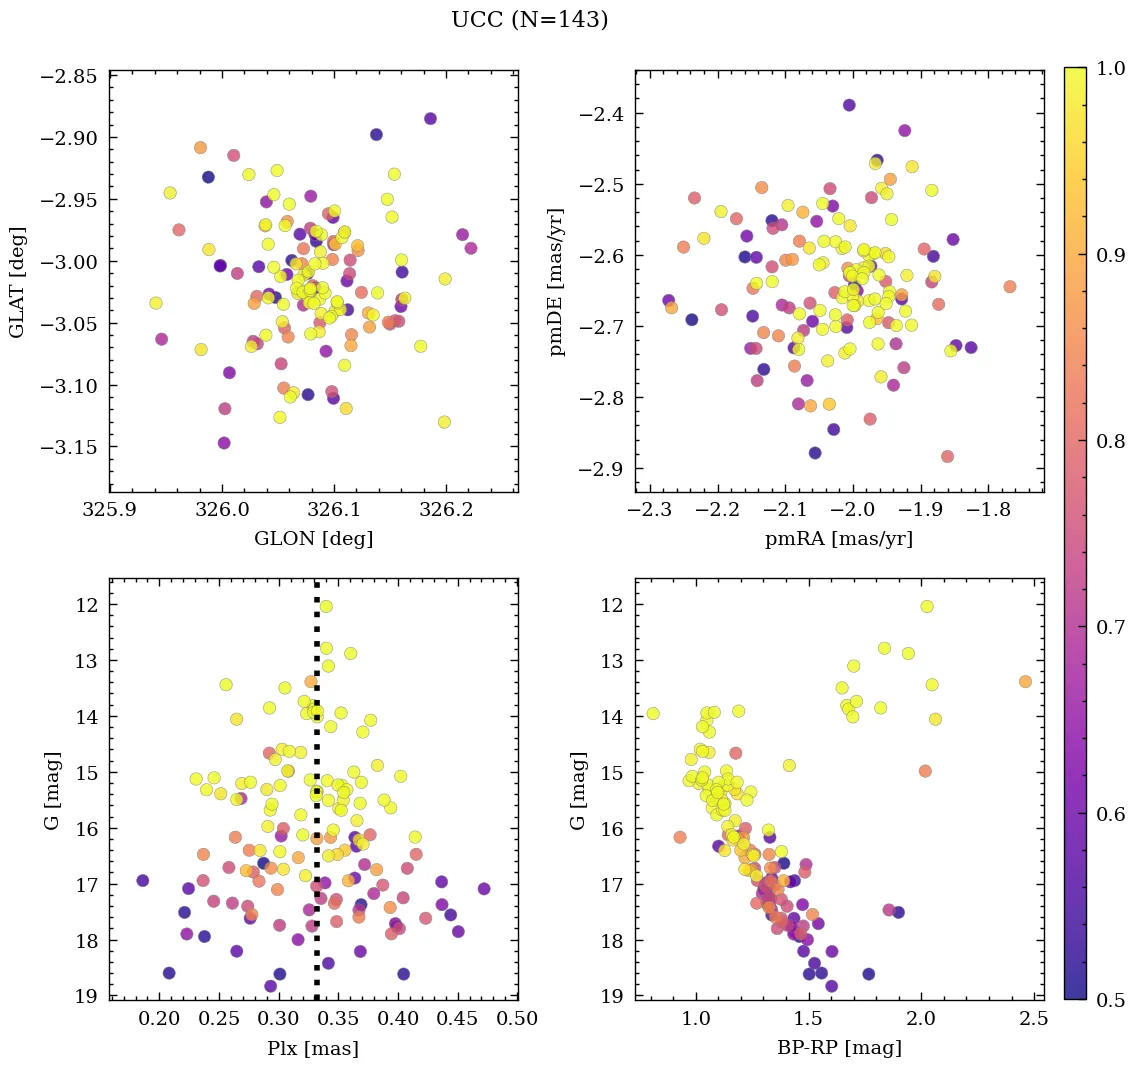 UCC (N=143)
−2.85
−2.90
−2.95
−3.00
−3.05
−3.10
−3.15
GLAT [deg]
325.9 326.0 326.1 326.2
GLON [deg]
−2.4
−2.5
−2.6
−2.7
−2.8
−2.9
pmDE [mas/yr]
−2.3 −2.2 −2.1 −2.0 −1.9 −1.8
pmRA [mas/yr]
12
13
14
15
16
17
18
19
G [mag]
0.20 0.25 0.30 0.35 0.40 0.45 0.50
Plx [mas]
12
13
14
15
16
17
18
19
G [mag]
1.0 1.5 2.0 2.5
BP-RP [mag]
1.0
0.9
0.8
0.7
0.6
0.5